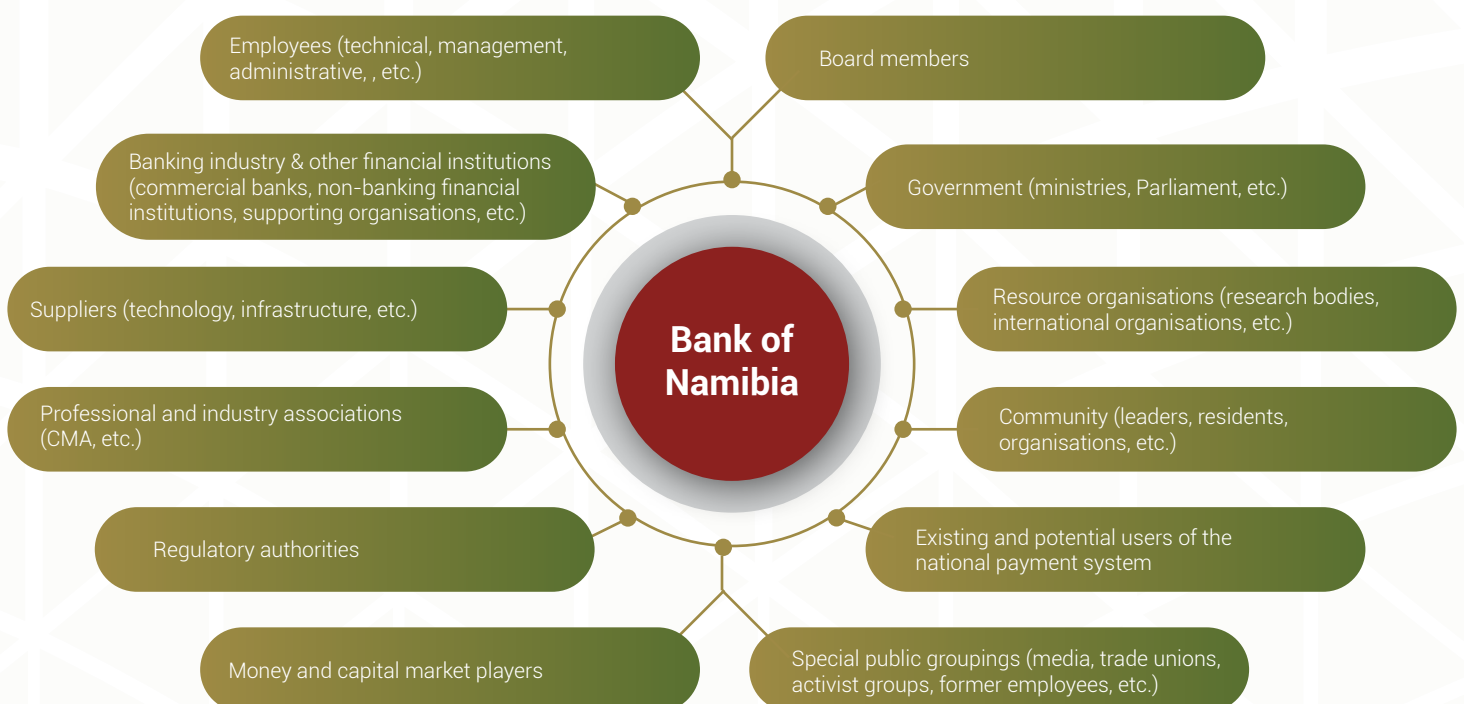 Employees (technical, management,
administrative, , etc.)
Board members
Banking industry & other financial institutions
(commercial banks, non-banking financial
institutions, supporting organisations, etc.)
Government (ministries, Parliament, etc.)
Suppliers (technology, infrastructure, etc.)
Resource organisations (research bodies,
international organisations, etc.)
Bank of
Namibia
Professional and industry associations
(CMA, etc.)
Community (leaders, residents,
organisations, etc.)
Regulatory authorities
Existing and potential users of the
national payment system
Money and capital market players
Special public groupings (media, trade unions,
activist groups, former employees, etc.)